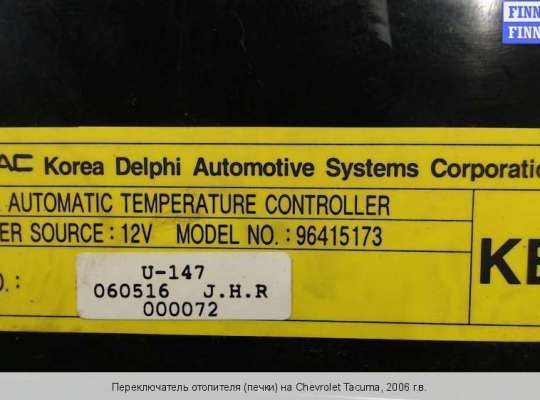 FINN
FINN
AC Korea Delphi Automotive Systems Corporation
AUTOMATIC TEMPERATURE CONTROLLER
ER SOURCE : 12V MODEL NO. : 96415173
KE
O. :
U-147
060516 J.H.R
000072
Переключатель отопителя (печки) на Chevrolet Tacuma, 2006 г.в.